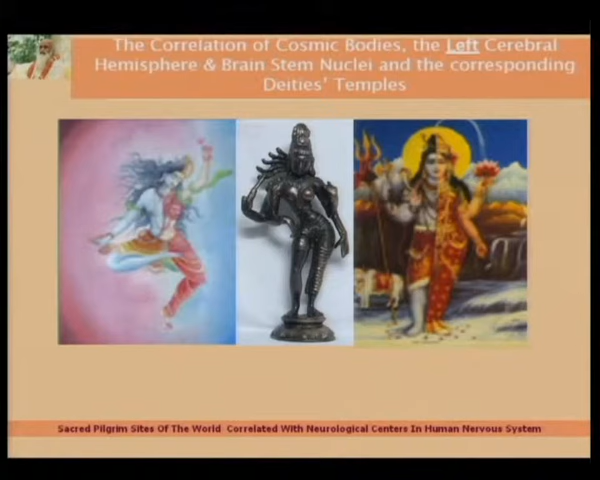 The Correlation of Cosmic Bodies, the Left Cerebral
Hemisphere & Brain Stem Nuclei and the corresponding
Deities' Temples
Sacred Pilgrim Sites Of The World Correlated With Neurological Centers In Human Nervous System